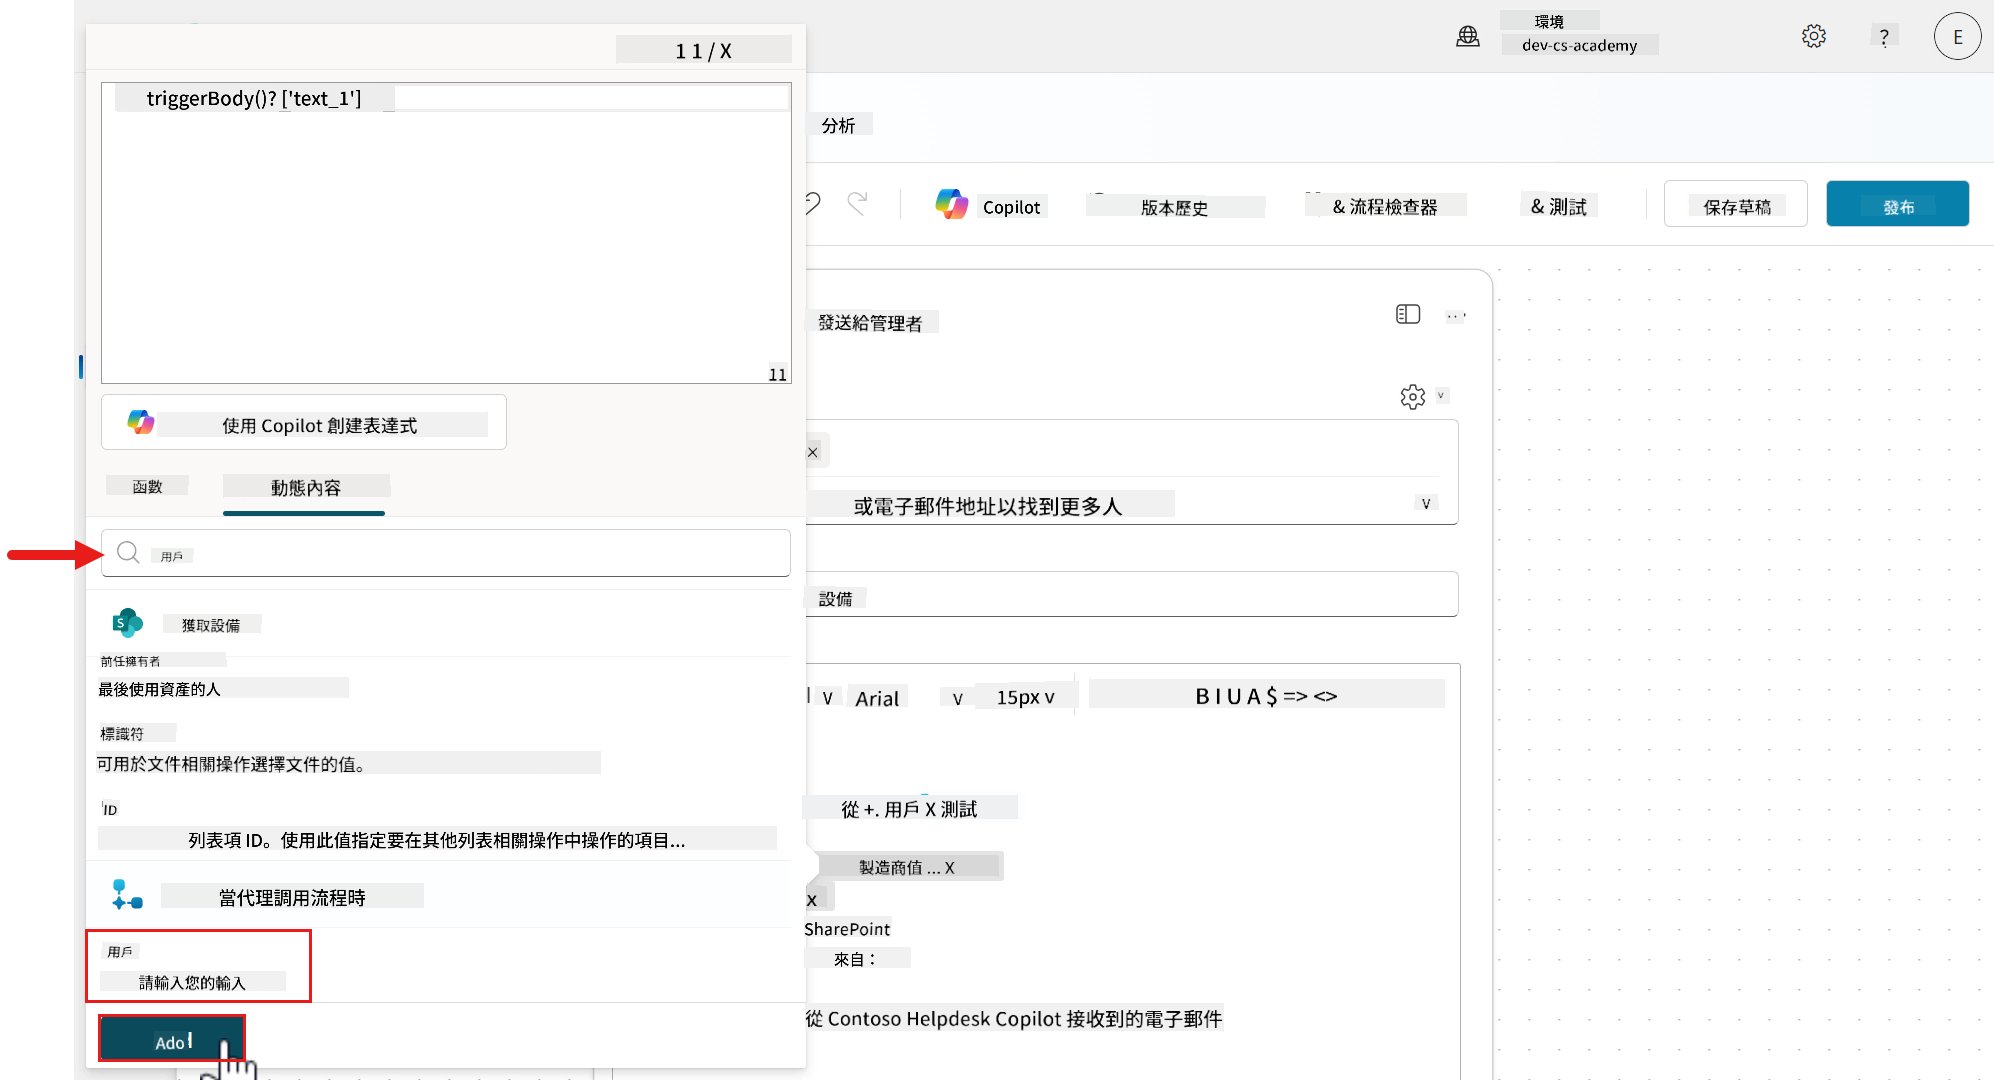 環境
dev-cs-academy
?
E
1 1 / X
triggerBody()? ['text_1']
11
使用 Copilot 創建表達式
函數
動態內容
用戶
獲取設備
前任擁有者
最後使用資產的人
標識符
可用於文件相關操作選擇文件的值。
ID
列表項 ID。使用此值指定要在其他列表相關操作中操作的項目...
當代理調用流程時
用戶
請輸入您的輸入
Ado
分析
Copilot
版本歷史
& 流程檢查器
& 測試
保存草稿
發布
發送給管理者
v
x
或電子郵件地址以找到更多人
v
設備
v Arial v 15px v B I U A $ => <>
從 +. 用戶 X 測試
製造商值 ... X
x
SharePoint
來自：
從 Contoso Helpdesk Copilot 接收到的電子郵件